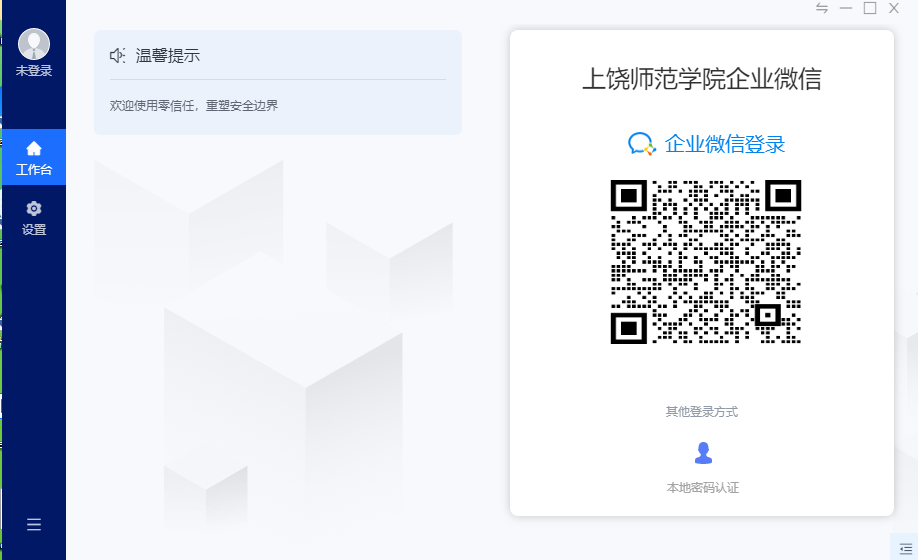 未登录
工作台
设置
温馨提示
欢迎使用零信任，重塑安全边界
上饶师范学院企业微信
企业微信登录
其他登录方式
本地密码认证